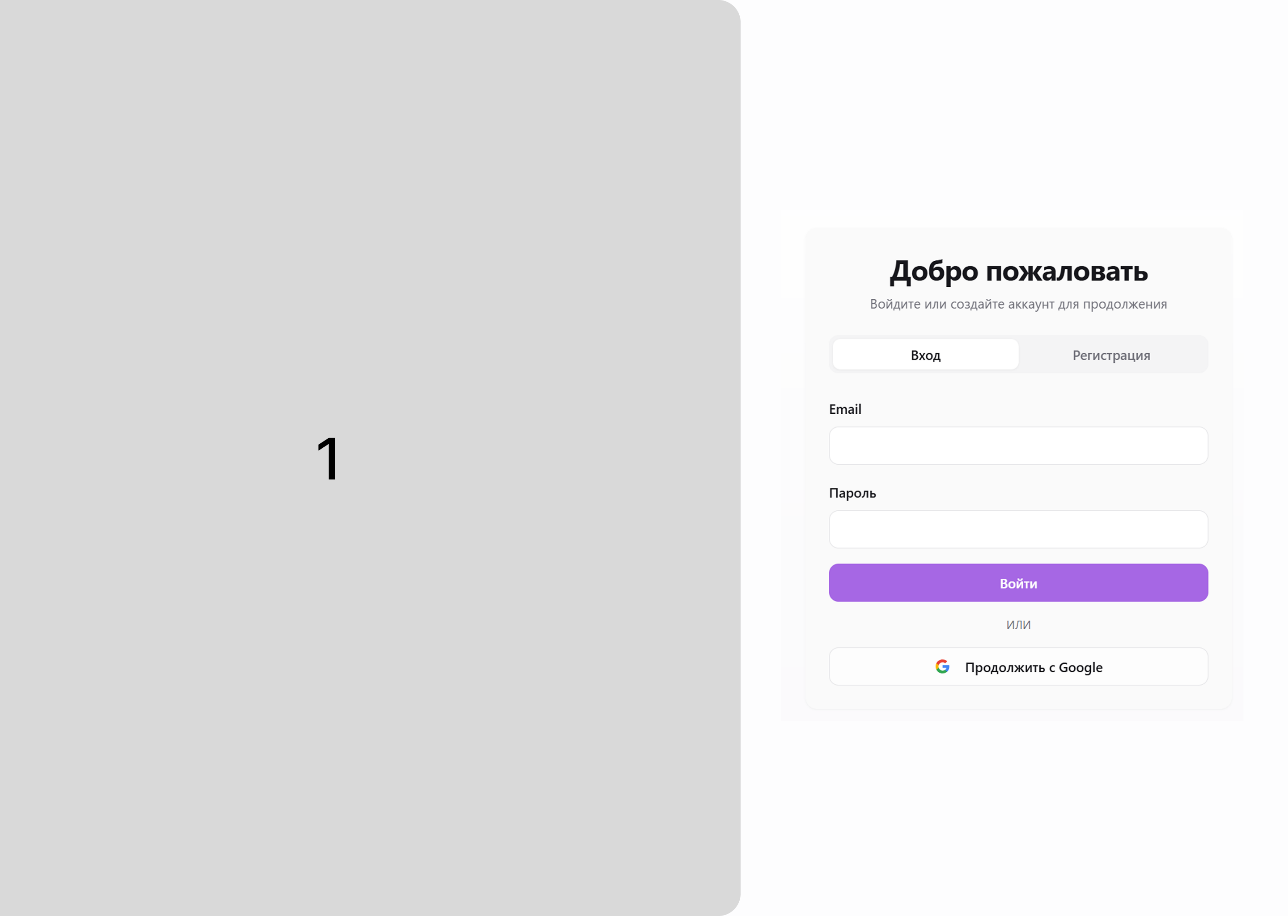 1
Добро пожаловать
Войдите или создайте аккаунт для продолжения
Вход
Регистрация
Email
Пароль
Войти
ИЛИ
Продолжить с Google